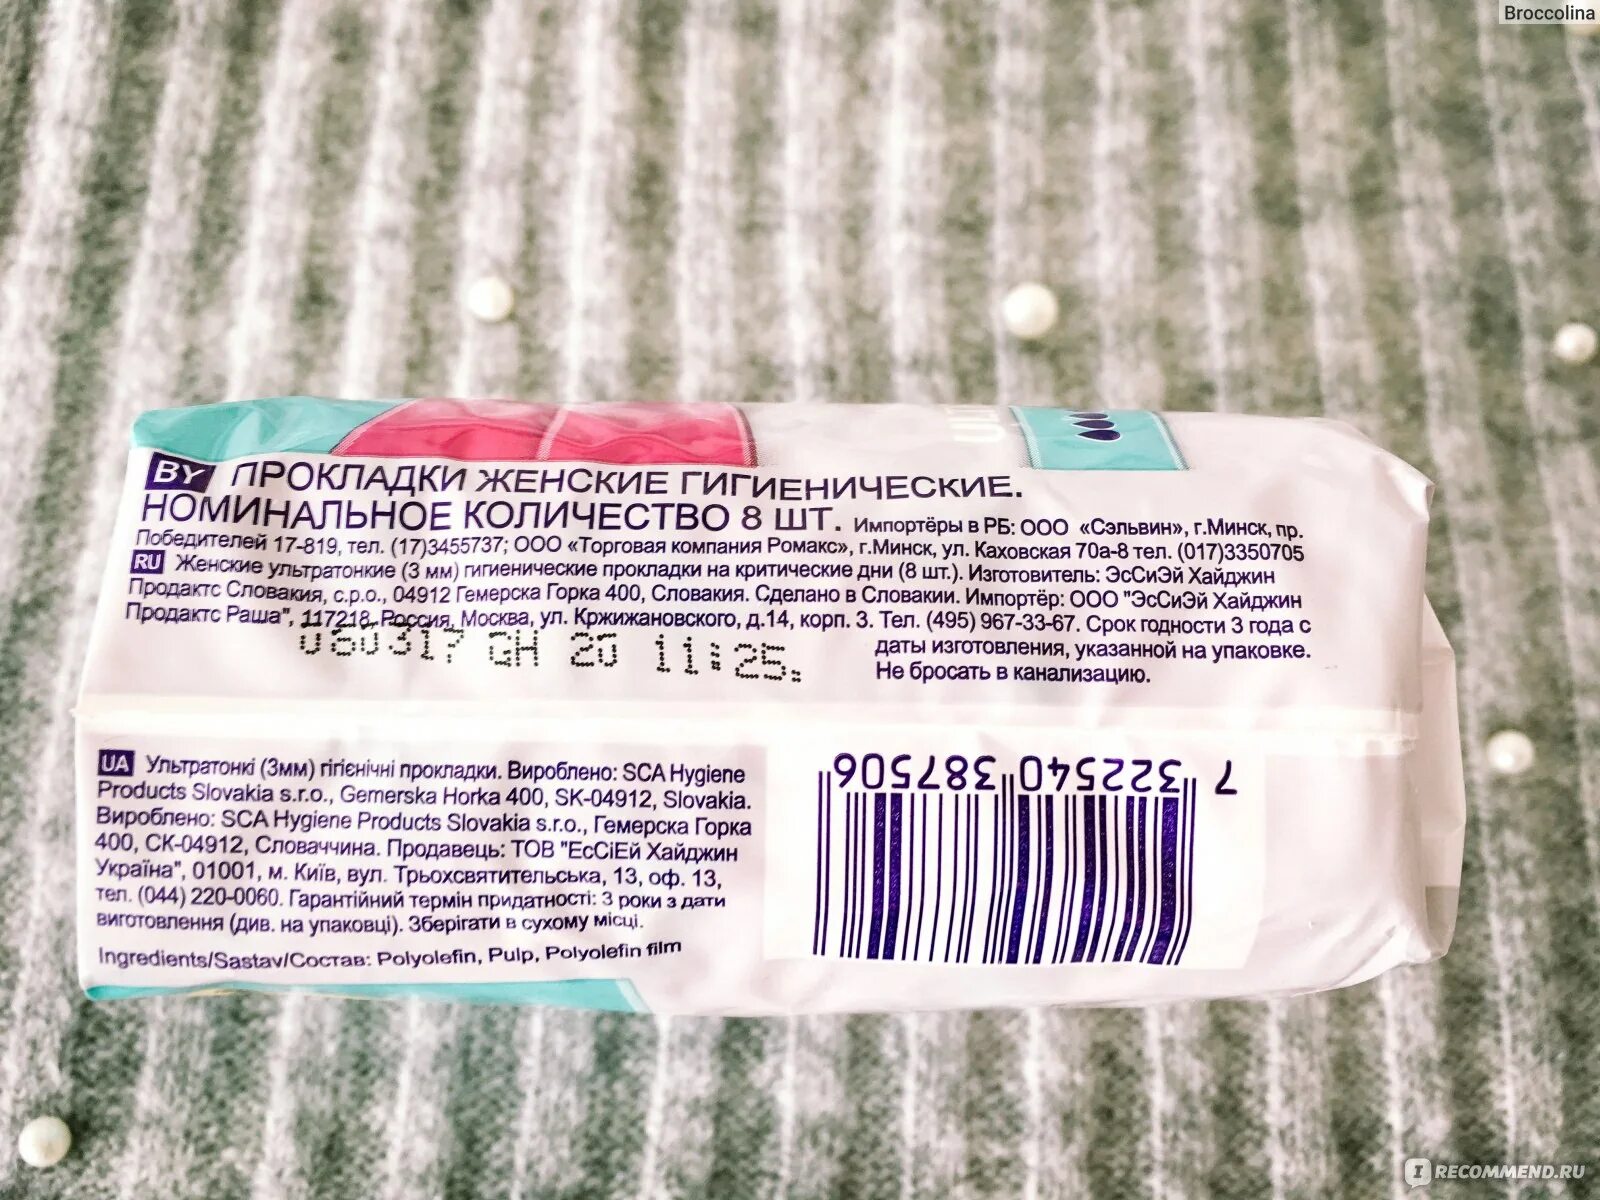 Broccolina
BY ПРОКЛАДКИ ЖЕНСКИЕ ГИГИЕНИЧЕСКИЕ.
НОМИНАЛЬНОЕ КОЛИЧЕСТВО 8 ШТ. Импортёры в РБ: ООО «Сэльвин», г.Минск, пр.
Победителей 17-819, тел. (17)3455737; ООО «Торговая компания Ромакс», г.Минск, ул. Каховская 70а-8 тел. (017)3350705
RU Женские ультратонкие (3 мм) гигиенические прокладки на критические дни (8 шт.). Изготовитель: ЭсСиЭй Хайджин
Продактс Словакия, с.р.о., 04912 Гемерска Горка 400, Словакия. Сделано в Словакии. Импортёр: ООО "ЭсСиЭй Хайджин
Продактс Раша", 117218, Россия, Москва, ул. Кржижановского, д.14, корп. 3. Тел. (495) 967-33-67. Срок годности 3 года с
даты изготовления, указанной на упаковке.
Не бросать в канализацию.
GH 20 11:25
UA Ультратонкі (3мм) гігієнічні прокладки. Вироблено: SCA Hygiene
Products Slovakia s.r.o., Gemerska Horka 400, SK-04912, Slovakia.
Вироблено: SCA Hygiene Products Slovakia s.r.o., Гемерска Горка
400, СК-04912, Словаччина. Продавець: ТОВ "ЕсСіЕй Хайджин
Україна", 01001, м. Київ, вул. Трьохсвятительська, 13, оф. 13,
тел. (044) 220-0060. Гарантійний термін придатності: 3 роки з дати
виготовлення (див. на упаковці). Зберігати в сухому місці.
Ingredients/Sastav/Состав: Polyolefin, Pulp, Polyolefin film
7 322540 387506
IRECOMMEND.RU